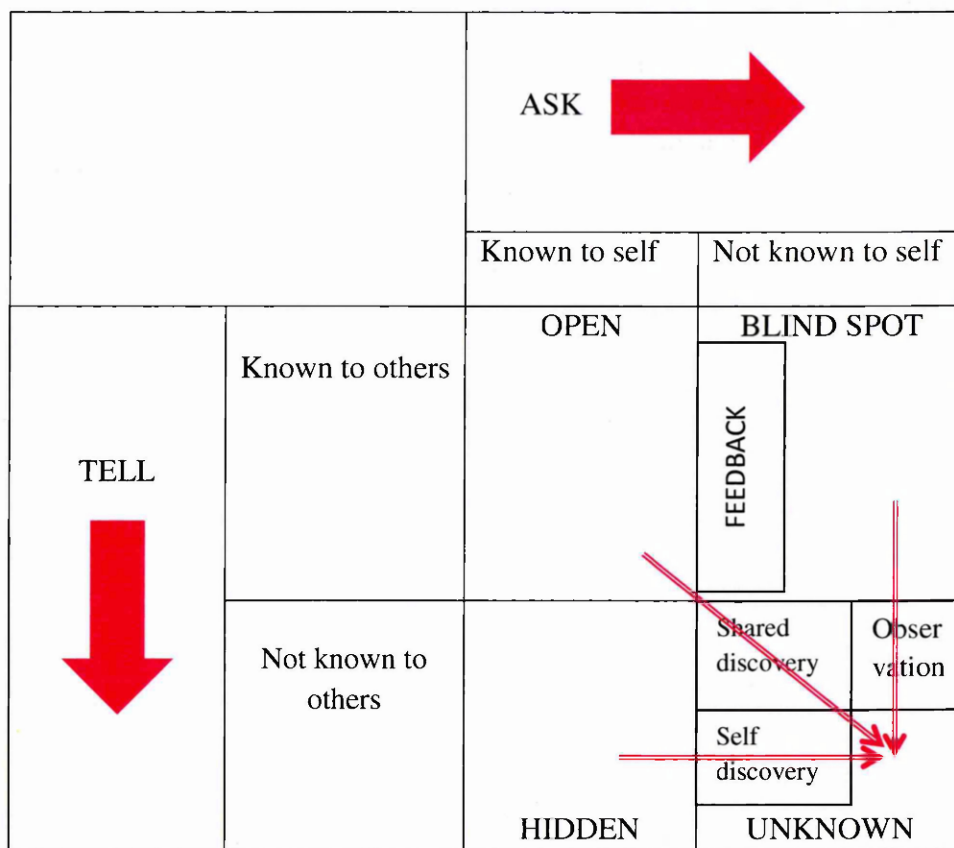 ASK
Known to self
Not known to self
OPEN
BLIND SPOT
Known to others
FEEDBACK
TELL
Not known to
others
Shared
discovery
Obser
vation
Self
discovery
HIDDEN
UNKNOWN